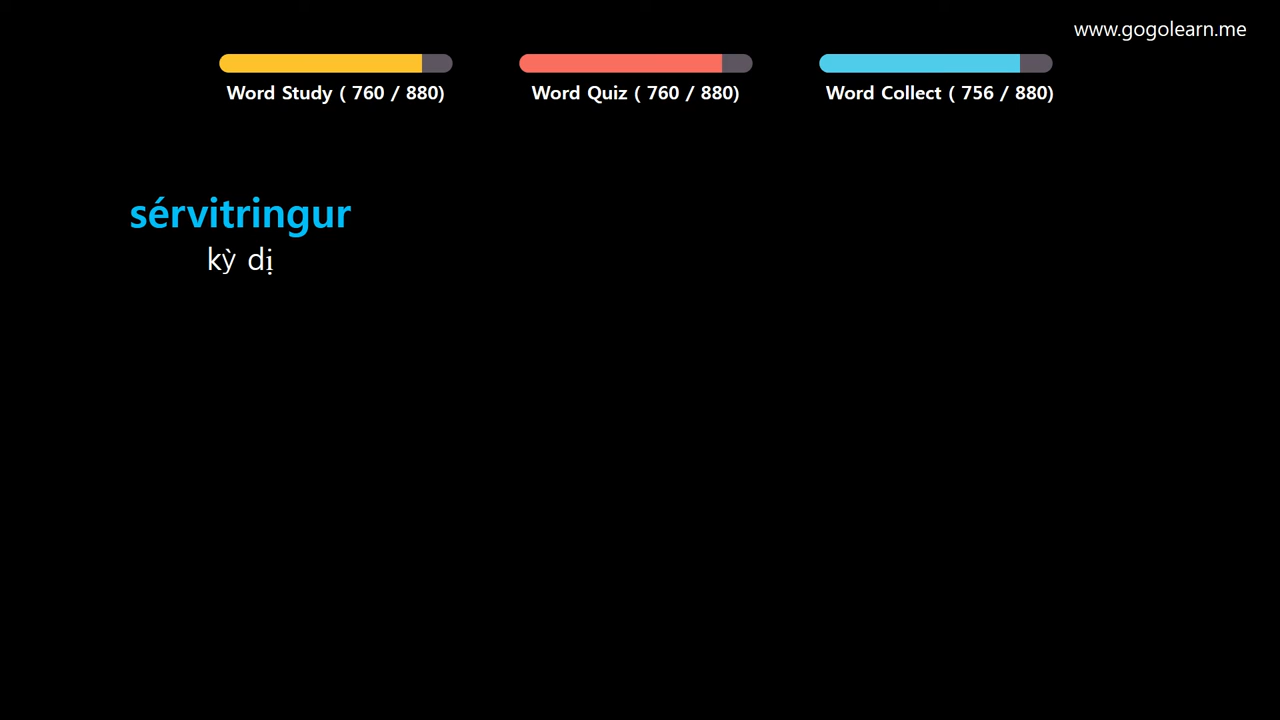 www.gogolearn.me
Word Study ( 760 / 880)
Word Quiz ( 760 / 880)
Word Collect ( 756 / 880)
sérvitringur
kỳ dị